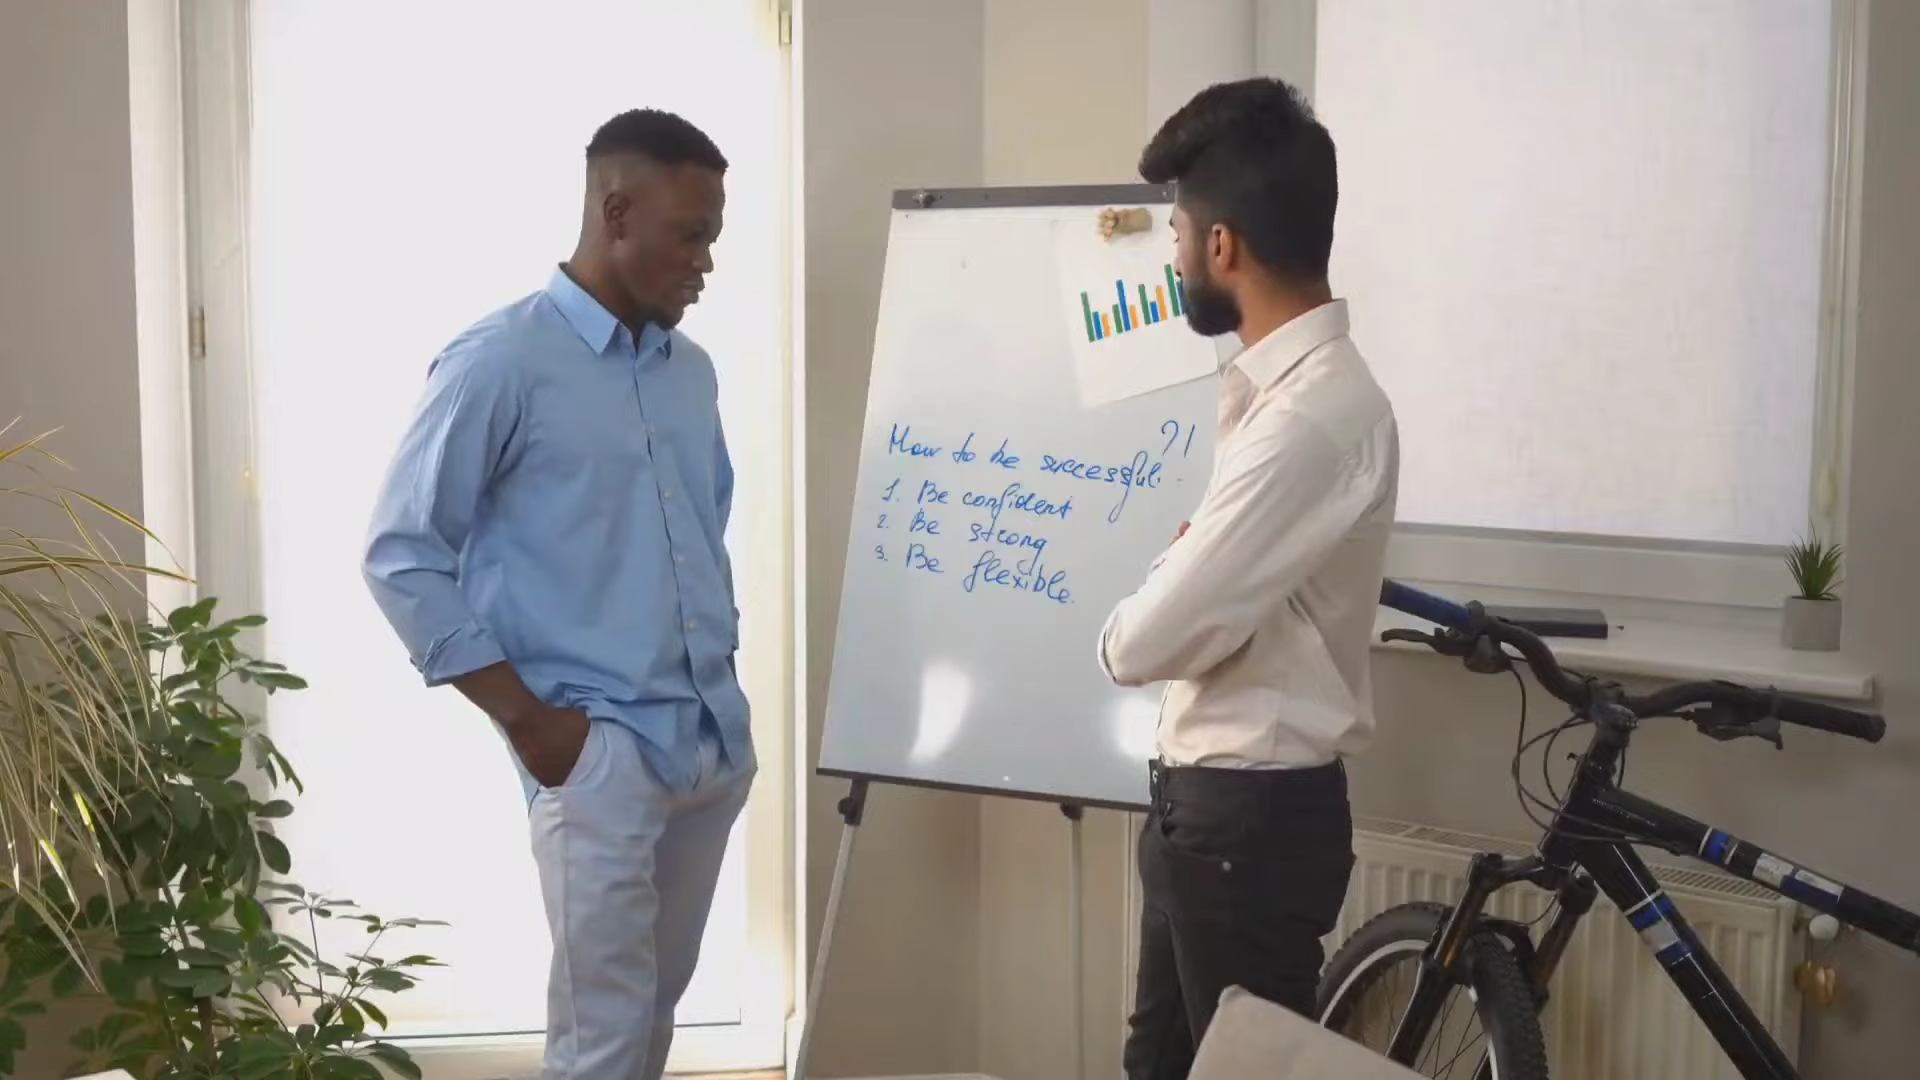 How to be successful?!
1. Be confident
2. Be strong
3. Be flexible.